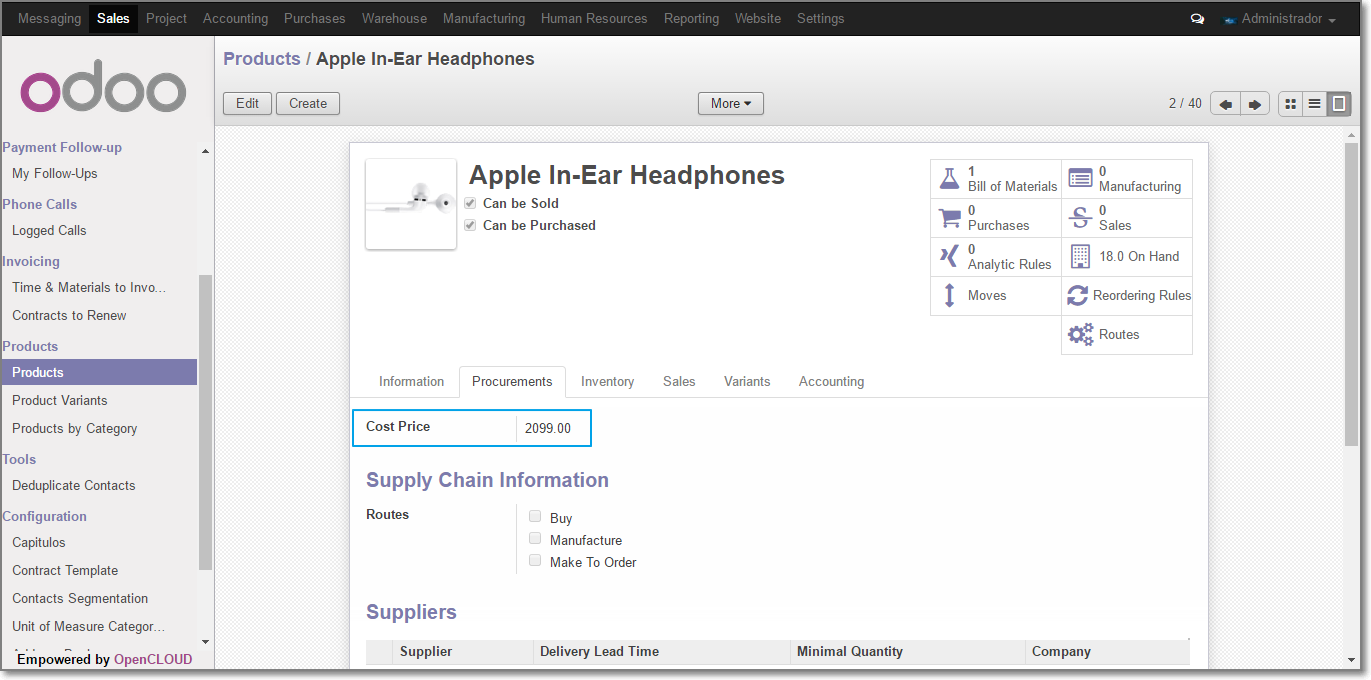 Messaging Sales Project Accounting Purchases Warehouse Manufacturing Human Resources Reporting Website Settings Administrador
odoo
Payment Follow-up
My Follow-Ups
Phone Calls
Logged Calls
Invoicing
Time & Materials to Invo...
Contracts to Renew
Products
Products
Product Variants
Products by Category
Tools
Deduplicate Contacts
Configuration
Capitulos
Contract Template
Contacts Segmentation
Unit of Measure Categor...
Empowered by OpenCLOUD
Products / Apple In-Ear Headphones
Edit Create More 2 / 40
Apple In-Ear Headphones
Can be Sold
Can be Purchased
1 Bill of Materials
0 Manufacturing
0 Purchases
0 Sales
0 Analytic Rules
18.0 On Hand
Moves
Reordering Rules
Routes
Information Procurements Inventory Sales Variants Accounting
Cost Price 2099.00
Supply Chain Information
Routes
Buy
Manufacture
Make To Order
Suppliers
Supplier Delivery Lead Time Minimal Quantity Company